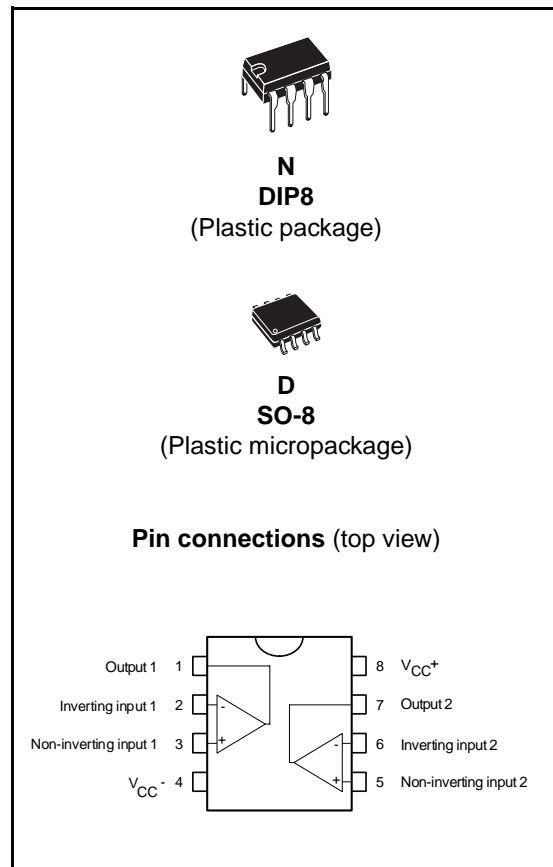 N
DIP8
(Plastic package)
D
SO-8
(Plastic micropackage)
Pin connections (top view)
Output 1 1
Inverting input 1 2
Non-inverting input 1 3
VCC- 4
8 VCC+
7 Output 2
6 Inverting input 2
5 Non-inverting input 2
-
+
-
+